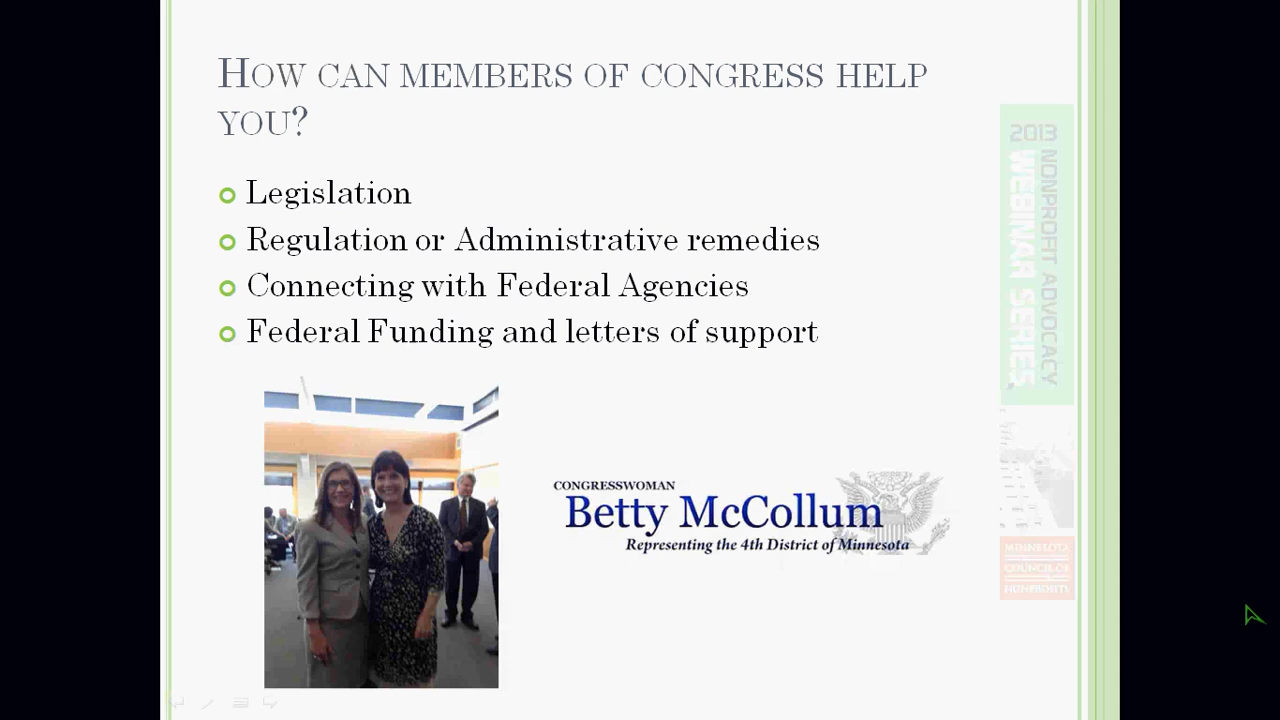 HOW CAN MEMBERS OF CONGRESS HELP
YOU?
Legislation
Regulation or Administrative remedies
Connecting with Federal Agencies
Federal Funding and letters of support
CONGRESSWOMAN
Betty McCollum
Representing the 4th District of Minnesota
2013 NONPROFIT ADVOCACY
WEBINAR SERIES
MINNESOTA
COUNCIL OF
NONPROFITS